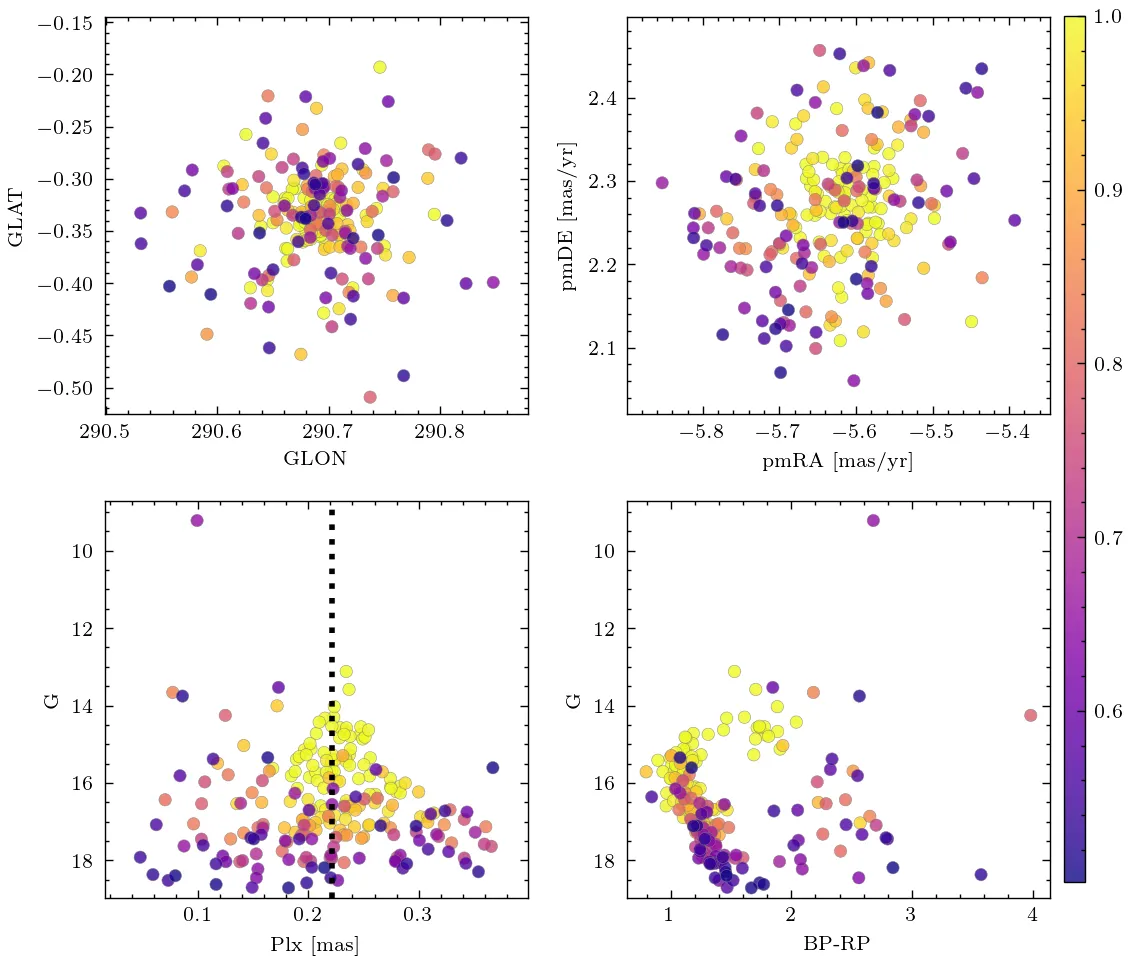 −0.15
−0.20
−0.25
−0.30
−0.35
−0.40
−0.45
−0.50
GLAT
290.5 290.6 290.7 290.8
GLON
2.4
2.3
2.2
2.1
pmDE [mas/yr]
−5.8 −5.7 −5.6 −5.5 −5.4
pmRA [mas/yr]
1.0
0.9
0.8
0.7
0.6
10
12
14
16
18
G
0.1 0.2 0.3
Plx [mas]
10
12
14
16
18
G
1 2 3 4
BP-RP